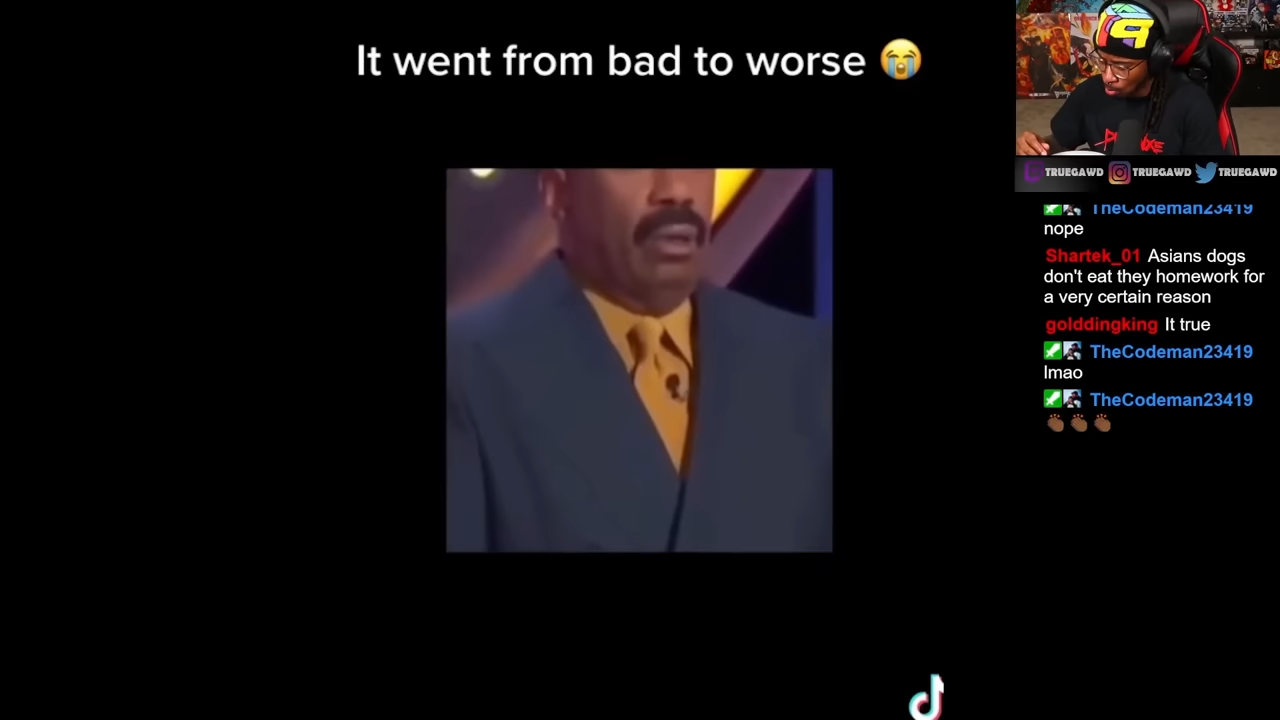 It went from bad to worse 😭
TRUEGAWD TRUEGAWD TRUEGAWD
TheCodeman23419
nope
Shartek_01 Asians dogs
don't eat they homework for
a very certain reason
golddingking It true
TheCodeman23419
lmao
TheCodeman23419
👏🏾 👏🏾 👏🏾